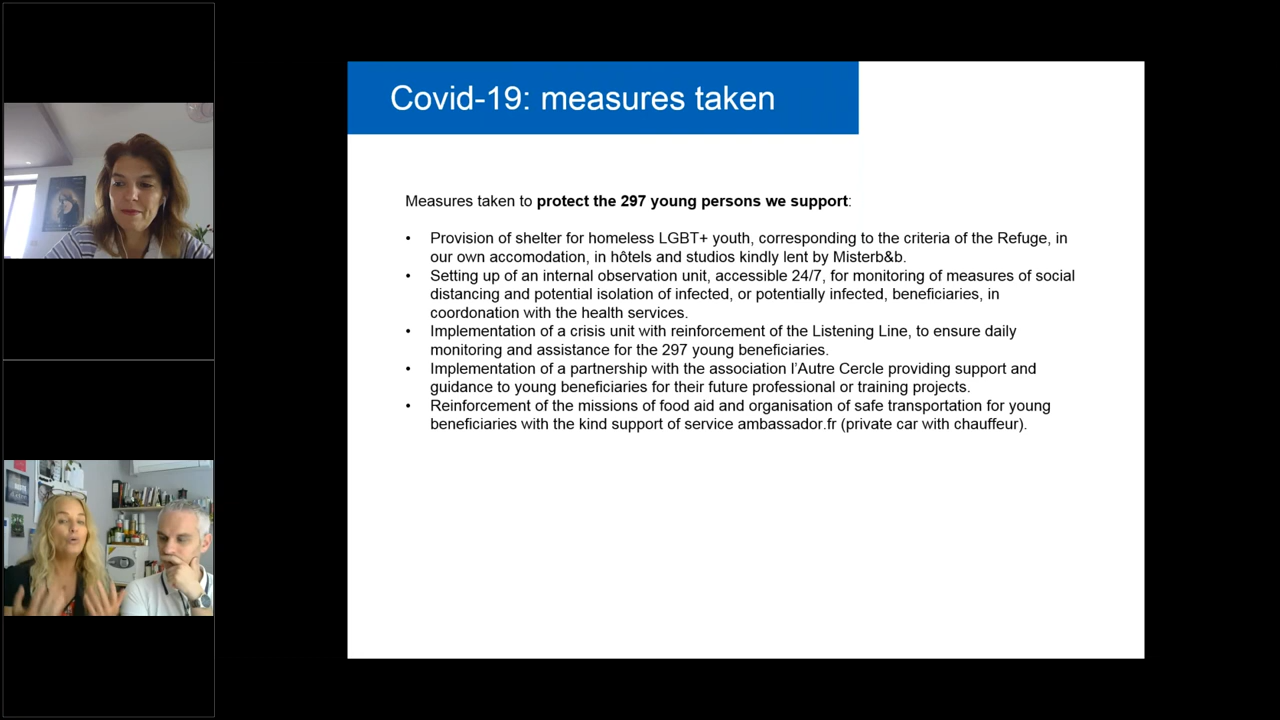 Covid-19: measures taken
Measures taken to protect the 297 young persons we support:
• Provision of shelter for homeless LGBT+ youth, corresponding to the criteria of the Refuge, in
our own accomodation, in hôtels and studios kindly lent by Misterb&b.
• Setting up of an internal observation unit, accessible 24/7, for monitoring of measures of social
distancing and potential isolation of infected, or potentially infected, beneficiaries, in
coordonation with the health services.
• Implementation of a crisis unit with reinforcement of the Listening Line, to ensure daily
monitoring and assistance for the 297 young beneficiaries.
• Implementation of a partnership with the association l’Autre Cercle providing support and
guidance to young beneficiaries for their future professional or training projects.
• Reinforcement of the missions of food aid and organisation of safe transportation for young
beneficiaries with the kind support of service ambassador.fr (private car with chauffeur).